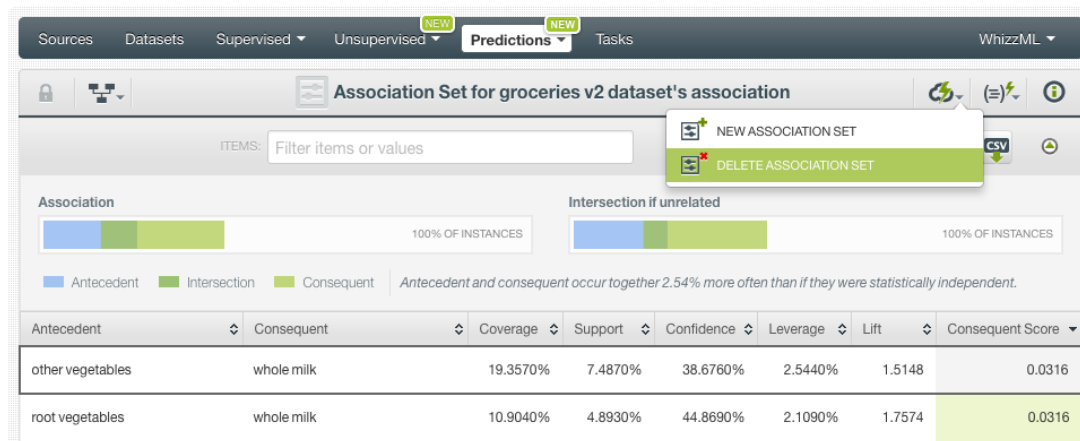 NEW NEW
Sources Datasets Supervised Unsupervised Predictions Tasks WhizzML
Association Set for groceries v2 dataset's association
NEW ASSOCIATION SET
ITEMS: Filter items or values CSV
DELETE ASSOCIATION SET
Association Intersection if unrelated
100% OF INSTANCES 100% OF INSTANCES
Antecedent Intersection Consequent Antecedent and consequent occur together 2.54% more often than if they were statistically independent.
Antecedent Consequent Coverage Support Confidence Leverage Lift Consequent Score
other vegetables whole milk 19.3570% 7.4870% 38.6760% 2.5440% 1.5148 0.0316
root vegetables whole milk 10.9040% 4.8930% 44.8690% 2.1090% 1.7574 0.0316